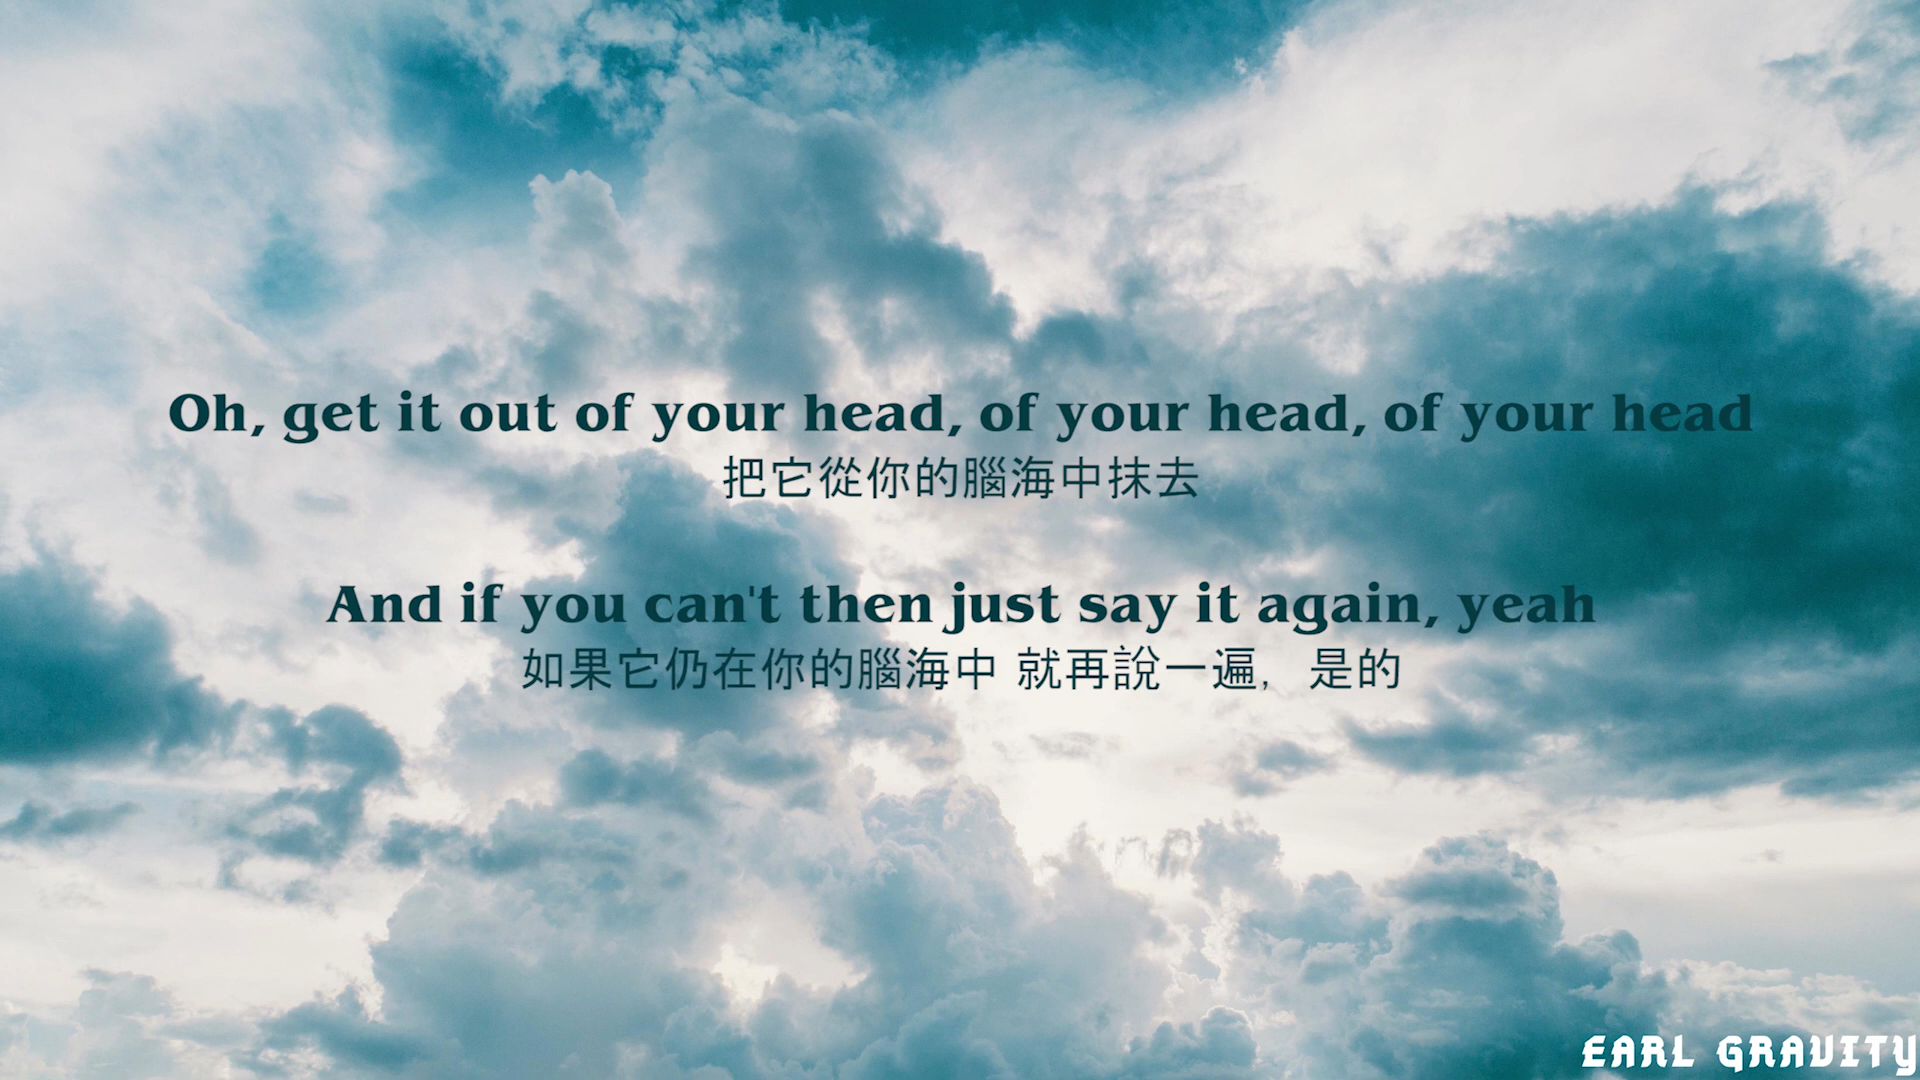 Oh, get it out of your head, of your head, of your head
把它從你的腦海中抹去
And if you can't then just say it again, yeah
如果它仍在你的腦海中 就再說一遍，是的
EARL GRAVITY